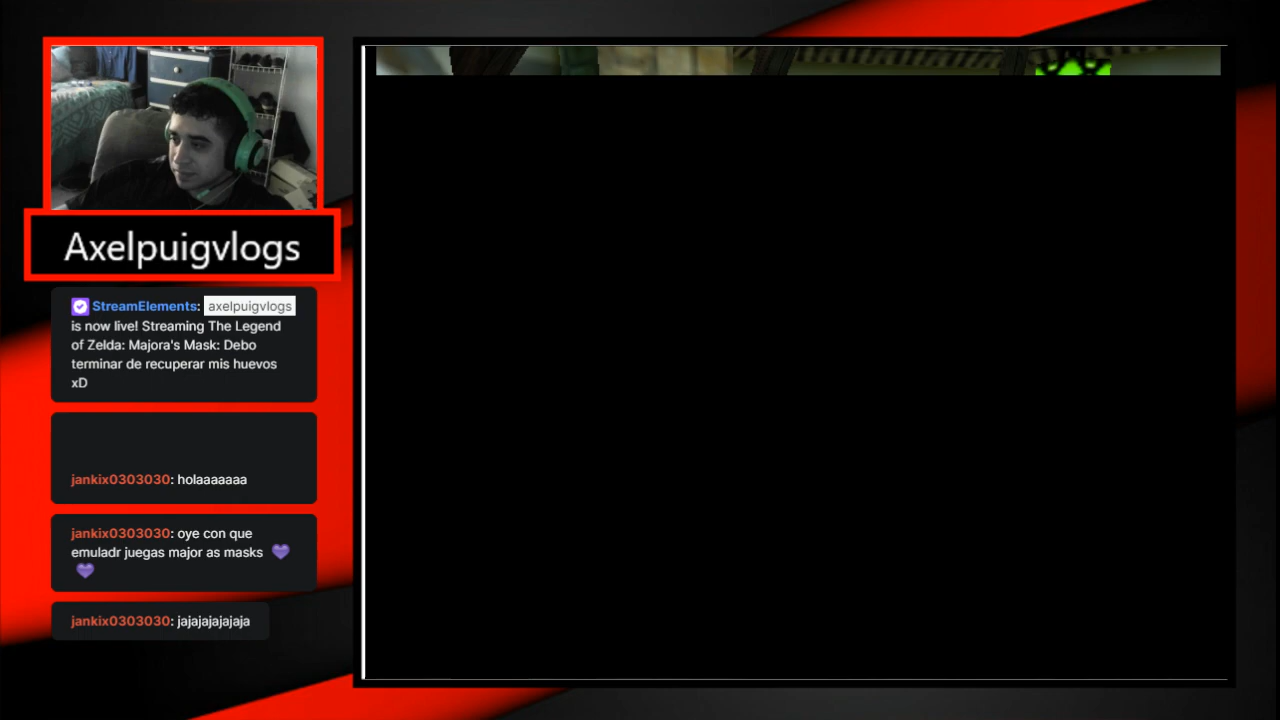 Axelpuigvlogs
StreamElements: axelpuigvlogs
is now live! Streaming The Legend
of Zelda: Majora's Mask: Debo
terminar de recuperar mis huevos
xD
jankix0303030: holaaaaaaa
jankix0303030: oye con que
emuladr juegas major as masks
jankix0303030: jajajajajajaja